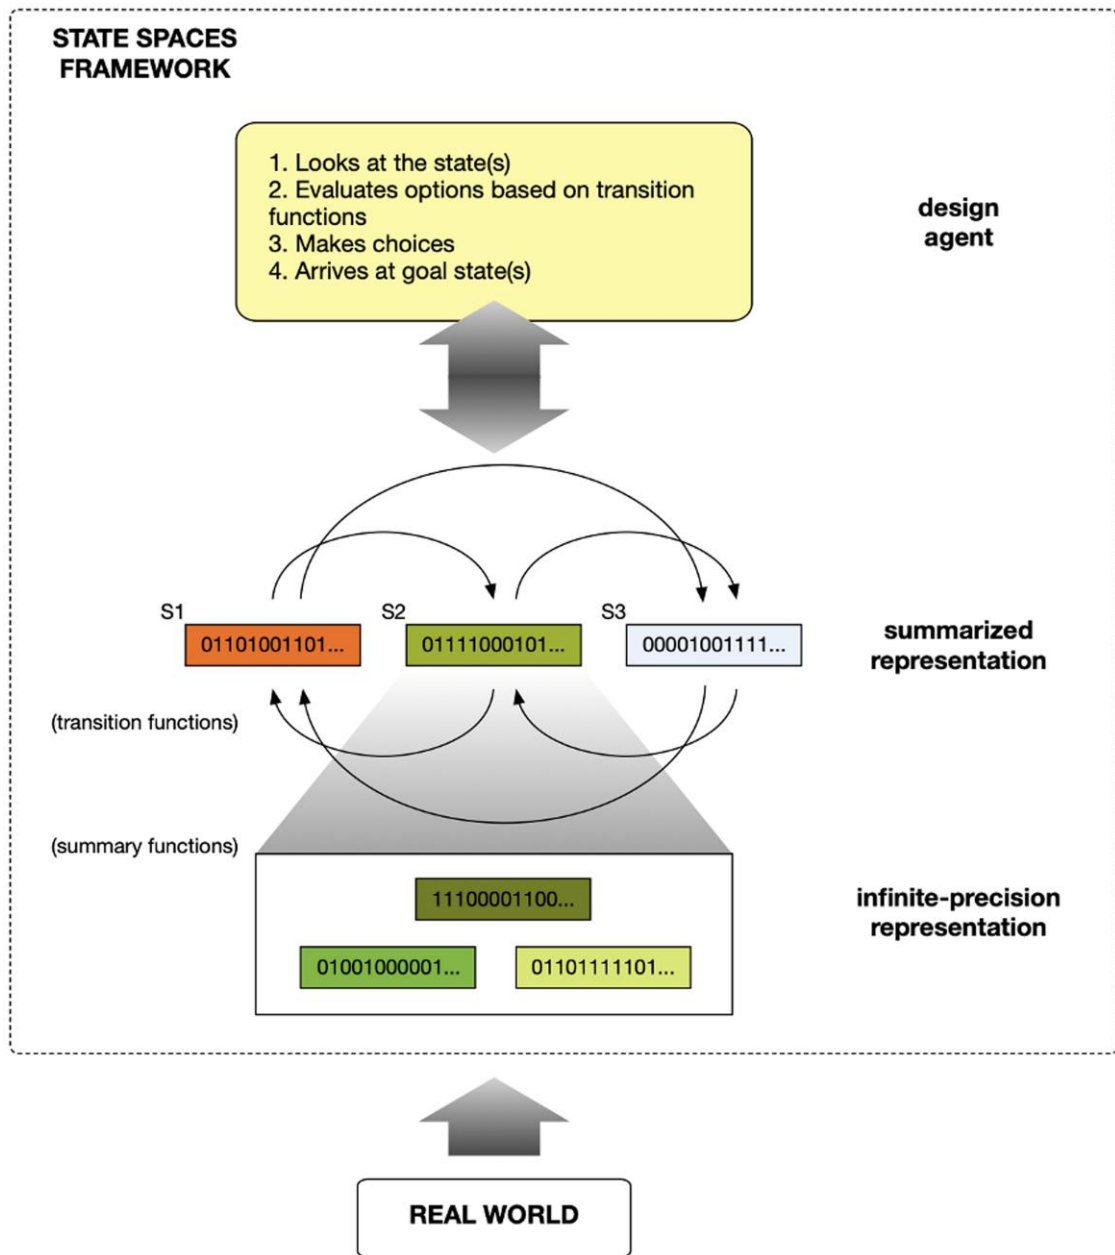 STATE SPACES
FRAMEWORK
1. Looks at the state(s)
2. Evaluates options based on transition
functions
3. Makes choices
4. Arrives at goal state(s)
design
agent
S1
S2
S3
01101001101...
01111000101...
00001001111...
summarized
representation
(transition functions)
(summary functions)
11100001100...
infinite-precision
representation
01001000001...
01101111101...
REAL WORLD